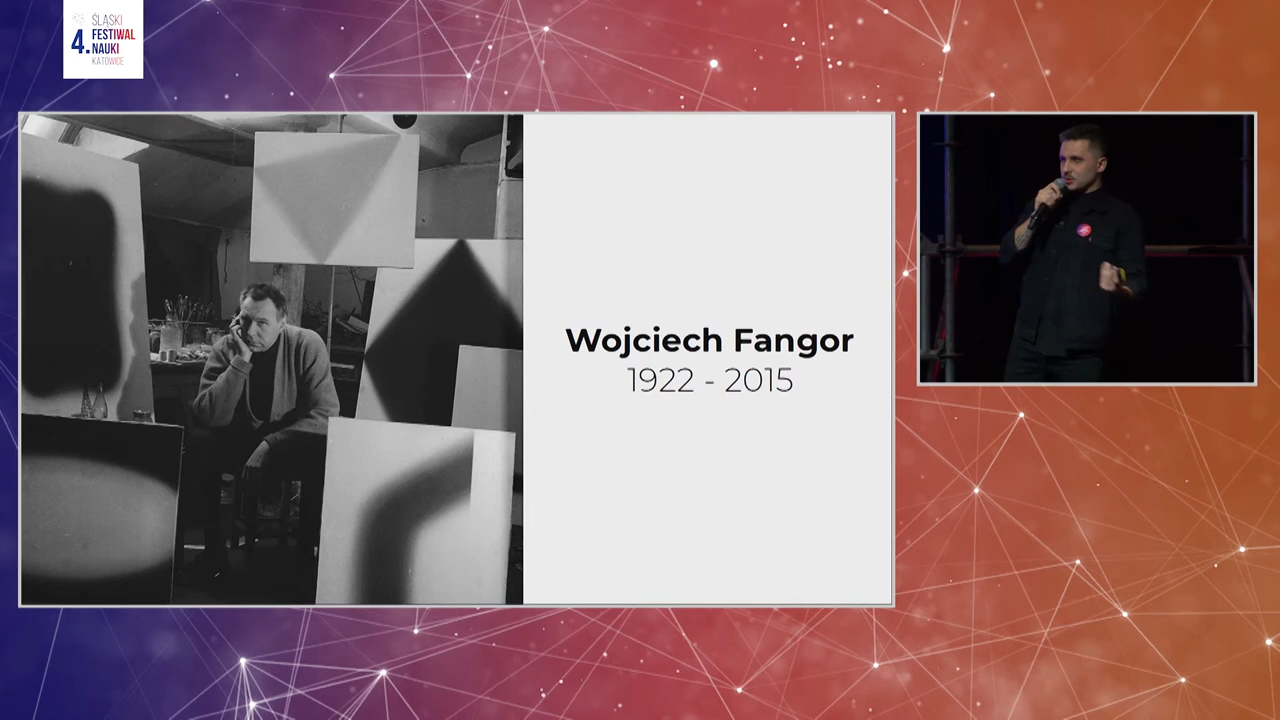 ŚLĄSKI
4. FESTIWAL
NAUKI
KATOWICE
Wojciech Fangor
1922 - 2015